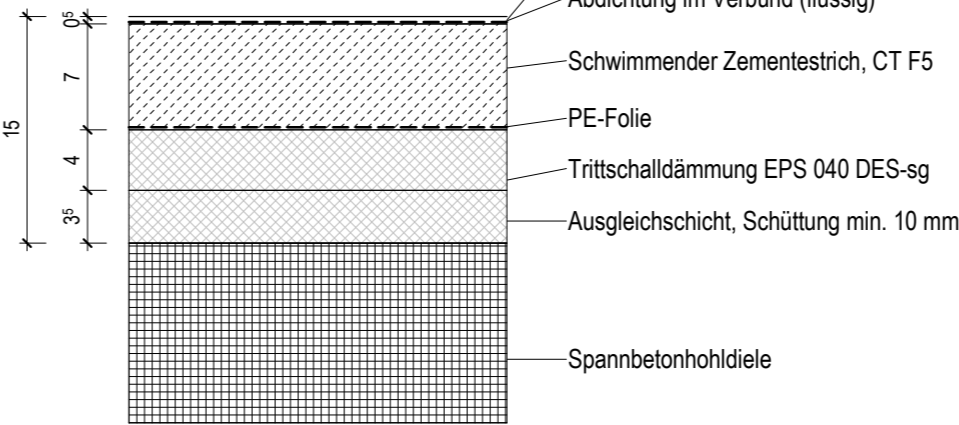 Abdichtung im Verbund (flüssig)
0⁵
Schwimmender Zementestrich, CT F5
7
PE-Folie
15
4
Trittschalldämmung EPS 040 DES-sg
3⁵
Ausgleichschicht, Schüttung min. 10 mm
Spannbetonhohldiele